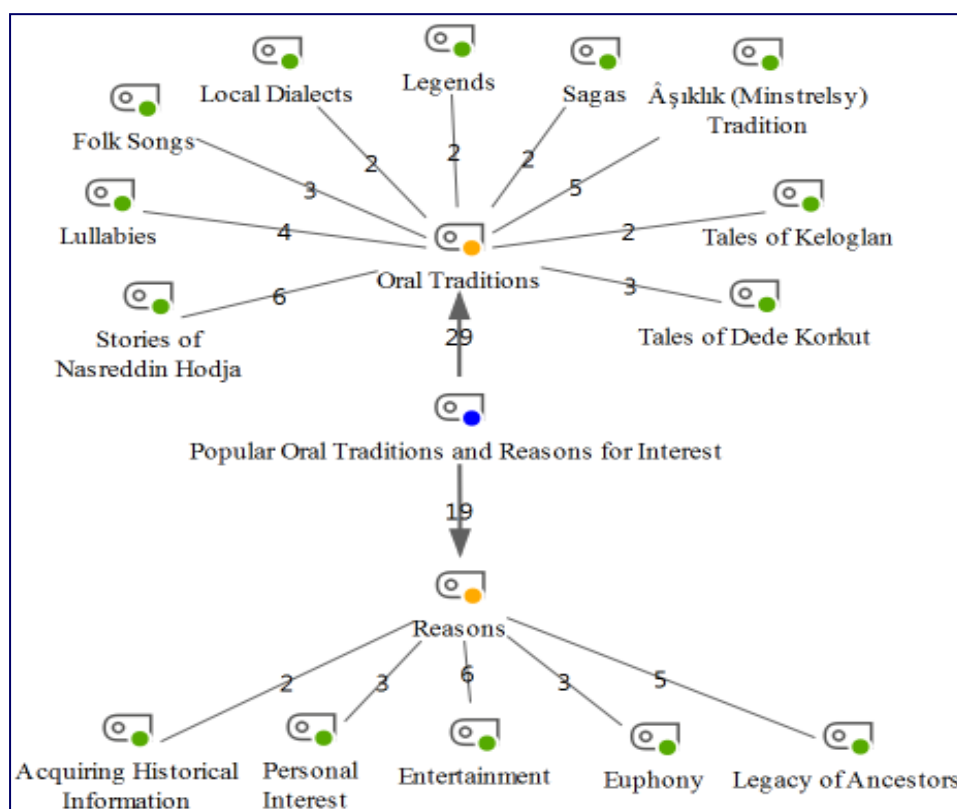 Legends
Local Dialects
Sagas
Âşıklık (Minstrelsy)
Tradition
Folk Songs
2
2
2
3
5
Lullabies
4
2
Tales of Keloglan
Oral Traditions
6
3
Stories of
Nasreddin Hodja
Tales of Dede Korkut
29
Popular Oral Traditions and Reasons for Interest
19
Reasons
2
3
6
3
5
Acquiring Historical
Information
Personal
Interest
Entertainment
Euphony
Legacy of Ancestors